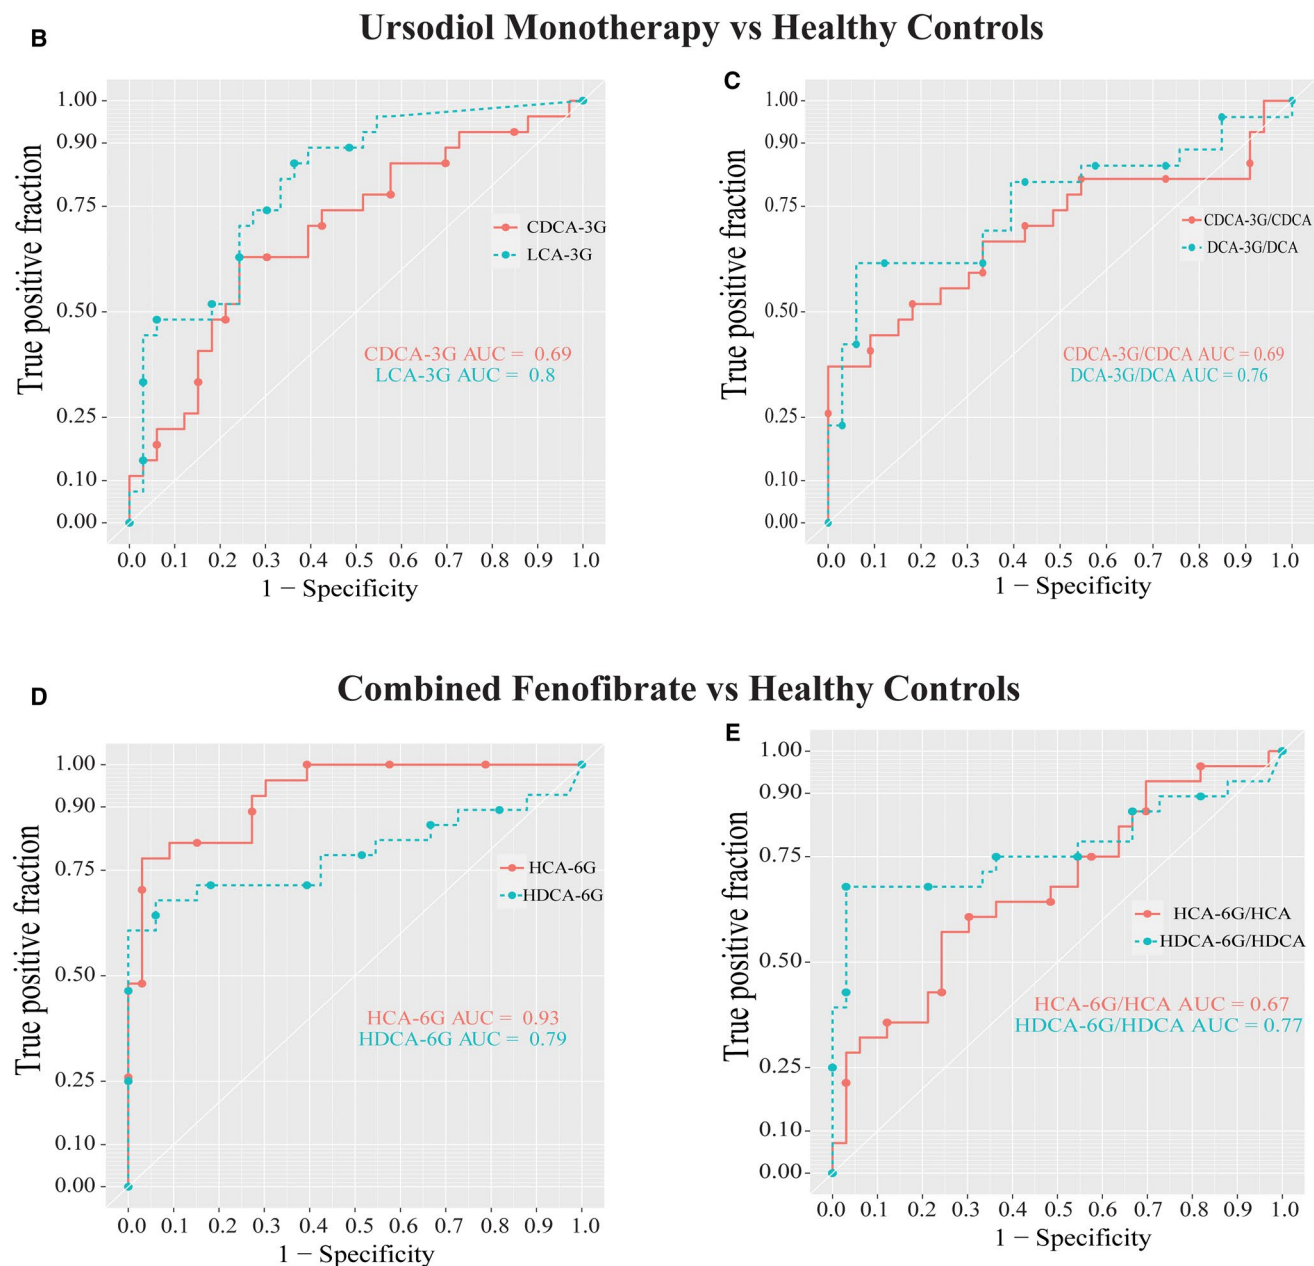 B
Ursodiol Monotherapy vs Healthy Controls
True positive fraction
1.00
0.90
0.75
0.50
0.25
0.10
0.00
CDCA-3G
LCA-3G
CDCA-3G AUC = 0.69
LCA-3G AUC = 0.8
0.0 0.1 0.2 0.3 0.4 0.5 0.6 0.7 0.8 0.9 1.0
1 − Specificity
C
True positive fraction
1.00
0.90
0.75
0.50
0.25
0.10
0.00
CDCA-3G/CDCA
DCA-3G/DCA
CDCA-3G/CDCA AUC = 0.69
DCA-3G/DCA AUC = 0.76
0.0 0.1 0.2 0.3 0.4 0.5 0.6 0.7 0.8 0.9 1.0
1 − Specificity
D
Combined Fenofibrate vs Healthy Controls
True positive fraction
1.00
0.90
0.75
0.50
0.25
0.10
0.00
HCA-6G
HDCA-6G
HCA-6G AUC = 0.93
HDCA-6G AUC = 0.79
0.0 0.1 0.2 0.3 0.4 0.5 0.6 0.7 0.8 0.9 1.0
1 − Specificity
E
True positive fraction
1.00
0.90
0.75
0.50
0.25
0.10
0.00
HCA-6G/HCA
HDCA-6G/HDCA
HCA-6G/HCA AUC = 0.67
HDCA-6G/HDCA AUC = 0.77
0.0 0.1 0.2 0.3 0.4 0.5 0.6 0.7 0.8 0.9 1.0
1 − Specificity